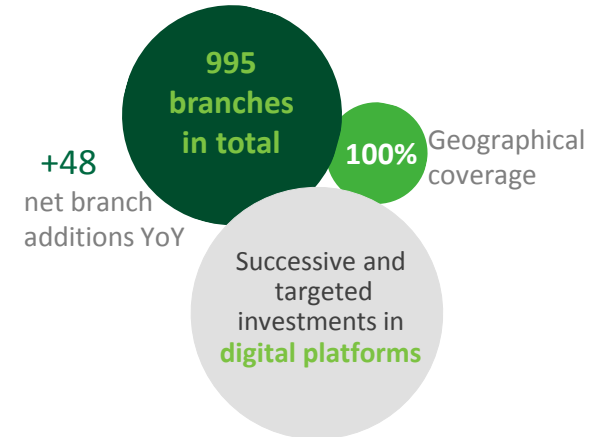 995
branches
in total
100%
Geographical
coverage
+48
net branch
additions YoY
Successive and
targeted
investments in
digital platforms